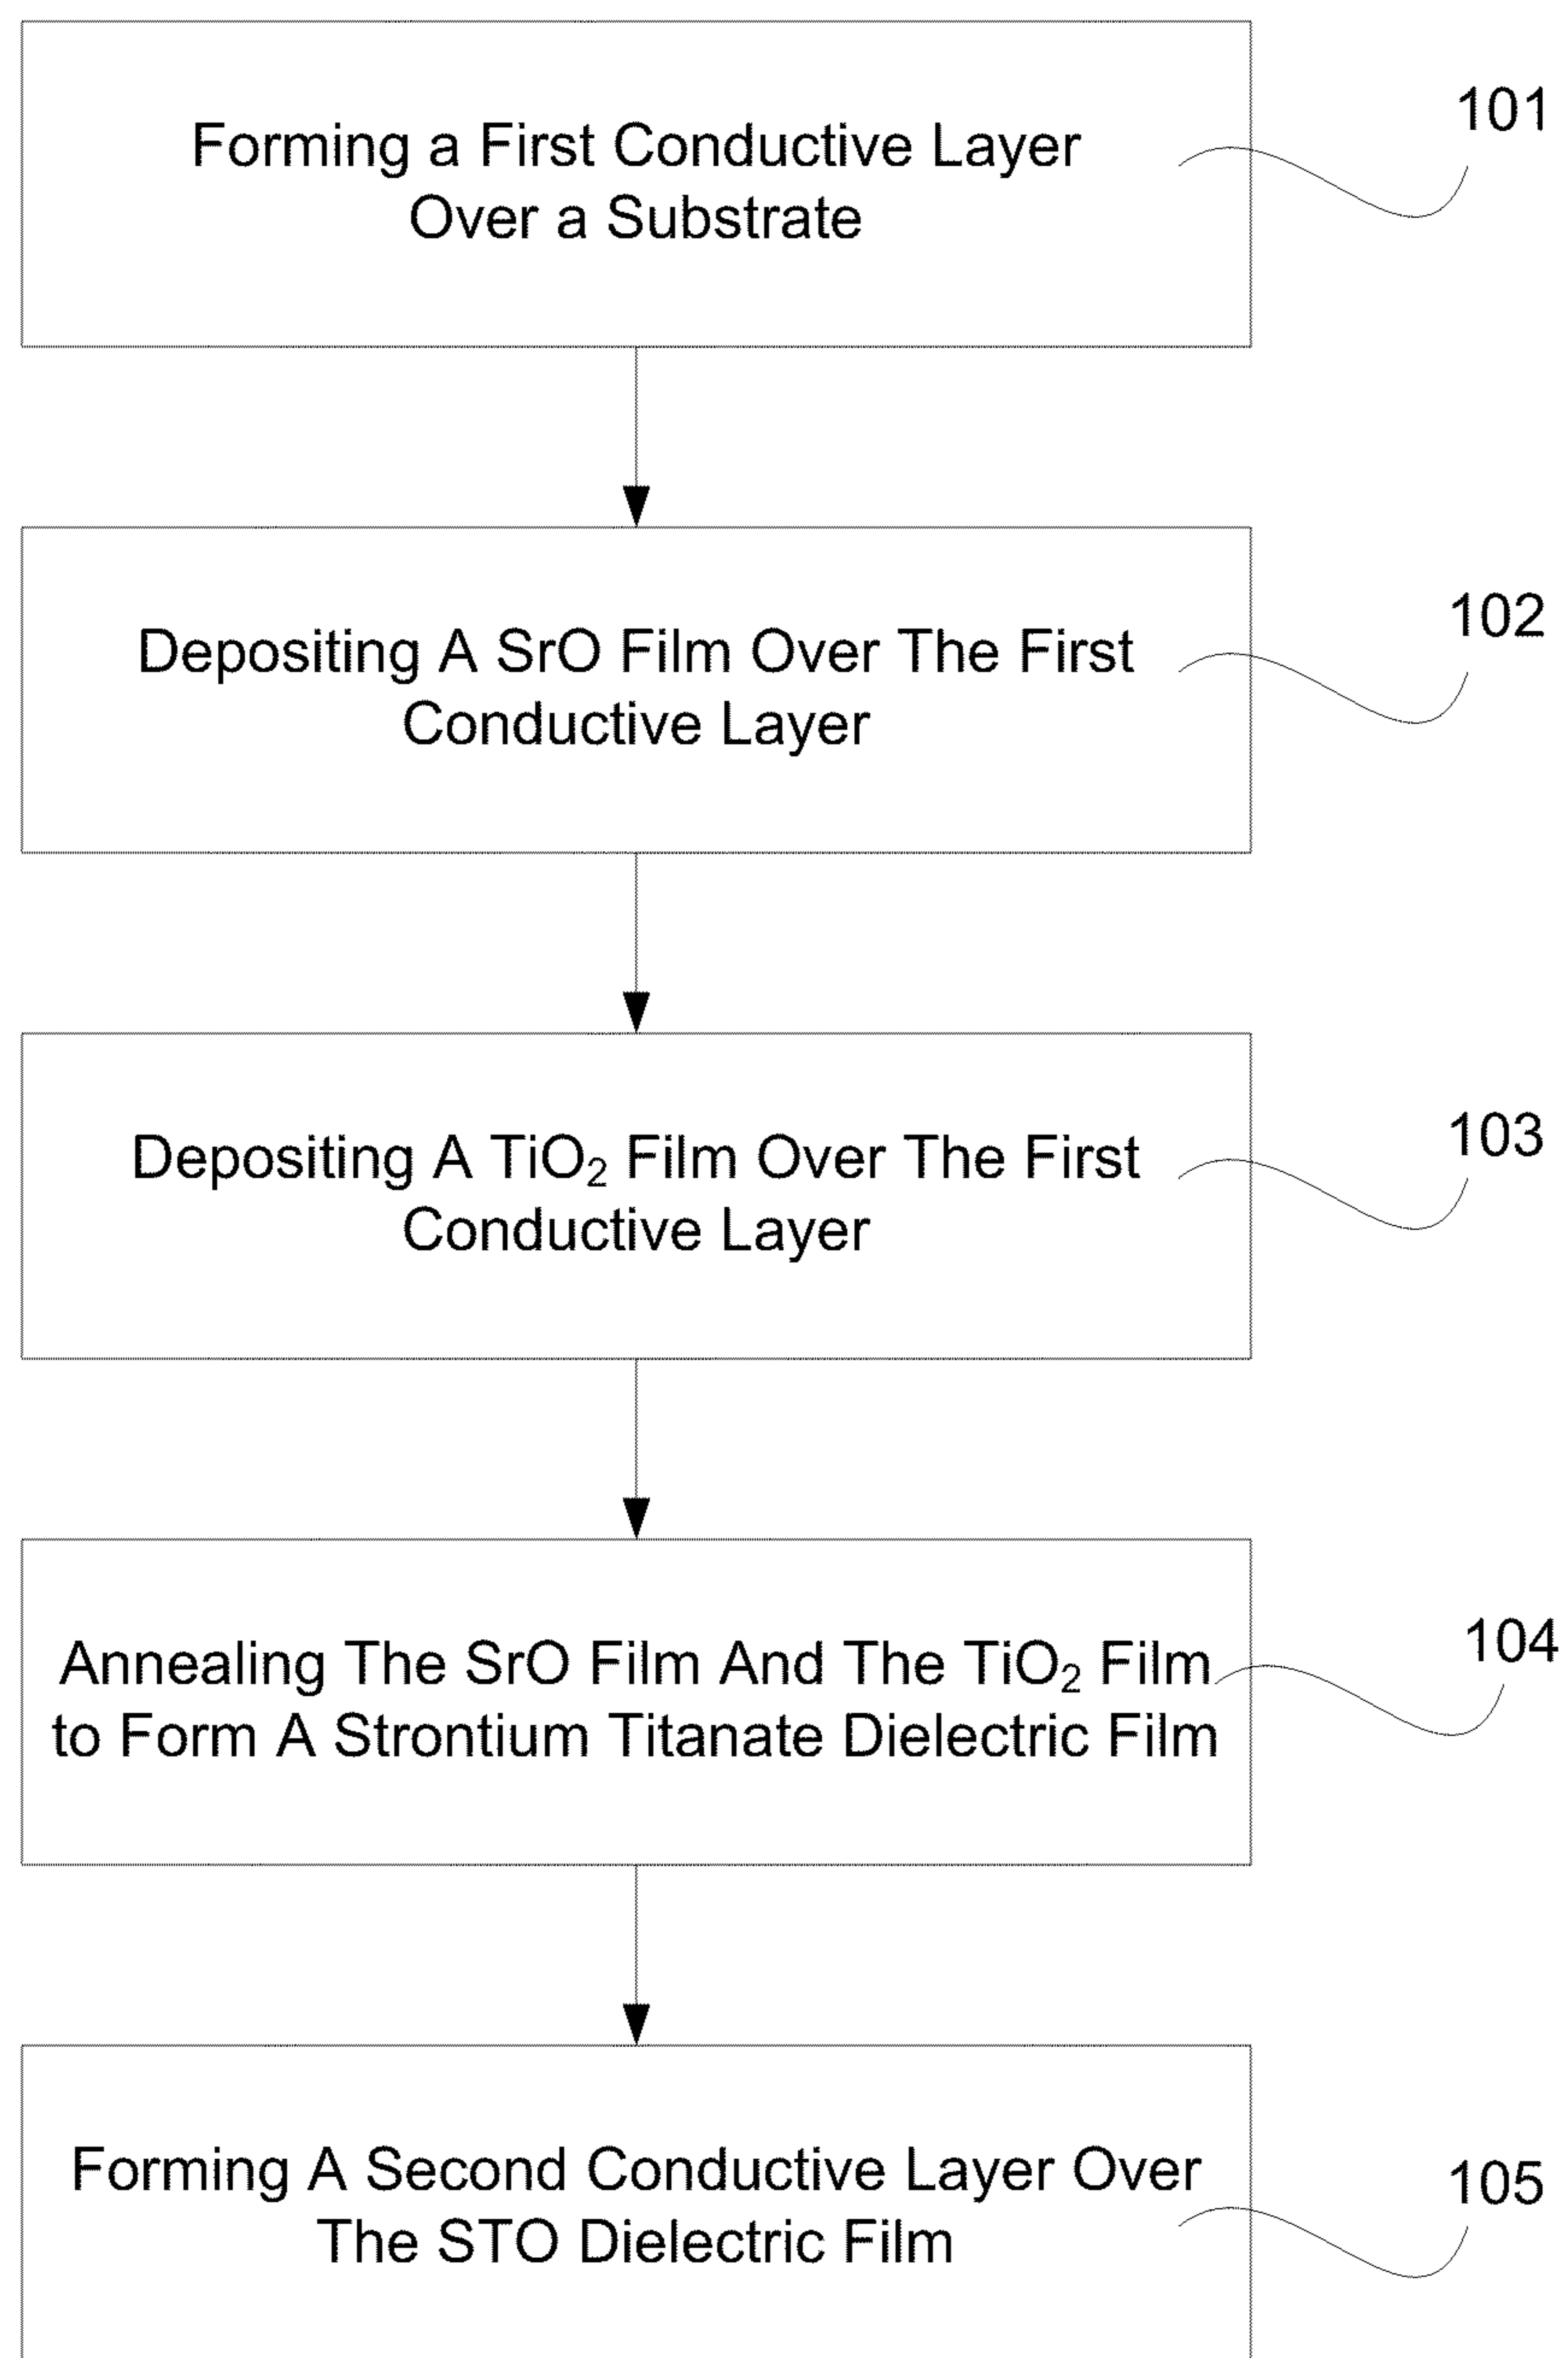 Forming a First Conductive Layer
Over a Substrate
101
Depositing A SrO Film Over The First
Conductive Layer
102
Depositing A TiO₂ Film Over The First
Conductive Layer
103
Annealing The SrO Film And The TiO₂ Film
to Form A Strontium Titanate Dielectric Film
104
Forming A Second Conductive Layer Over
The STO Dielectric Film
105